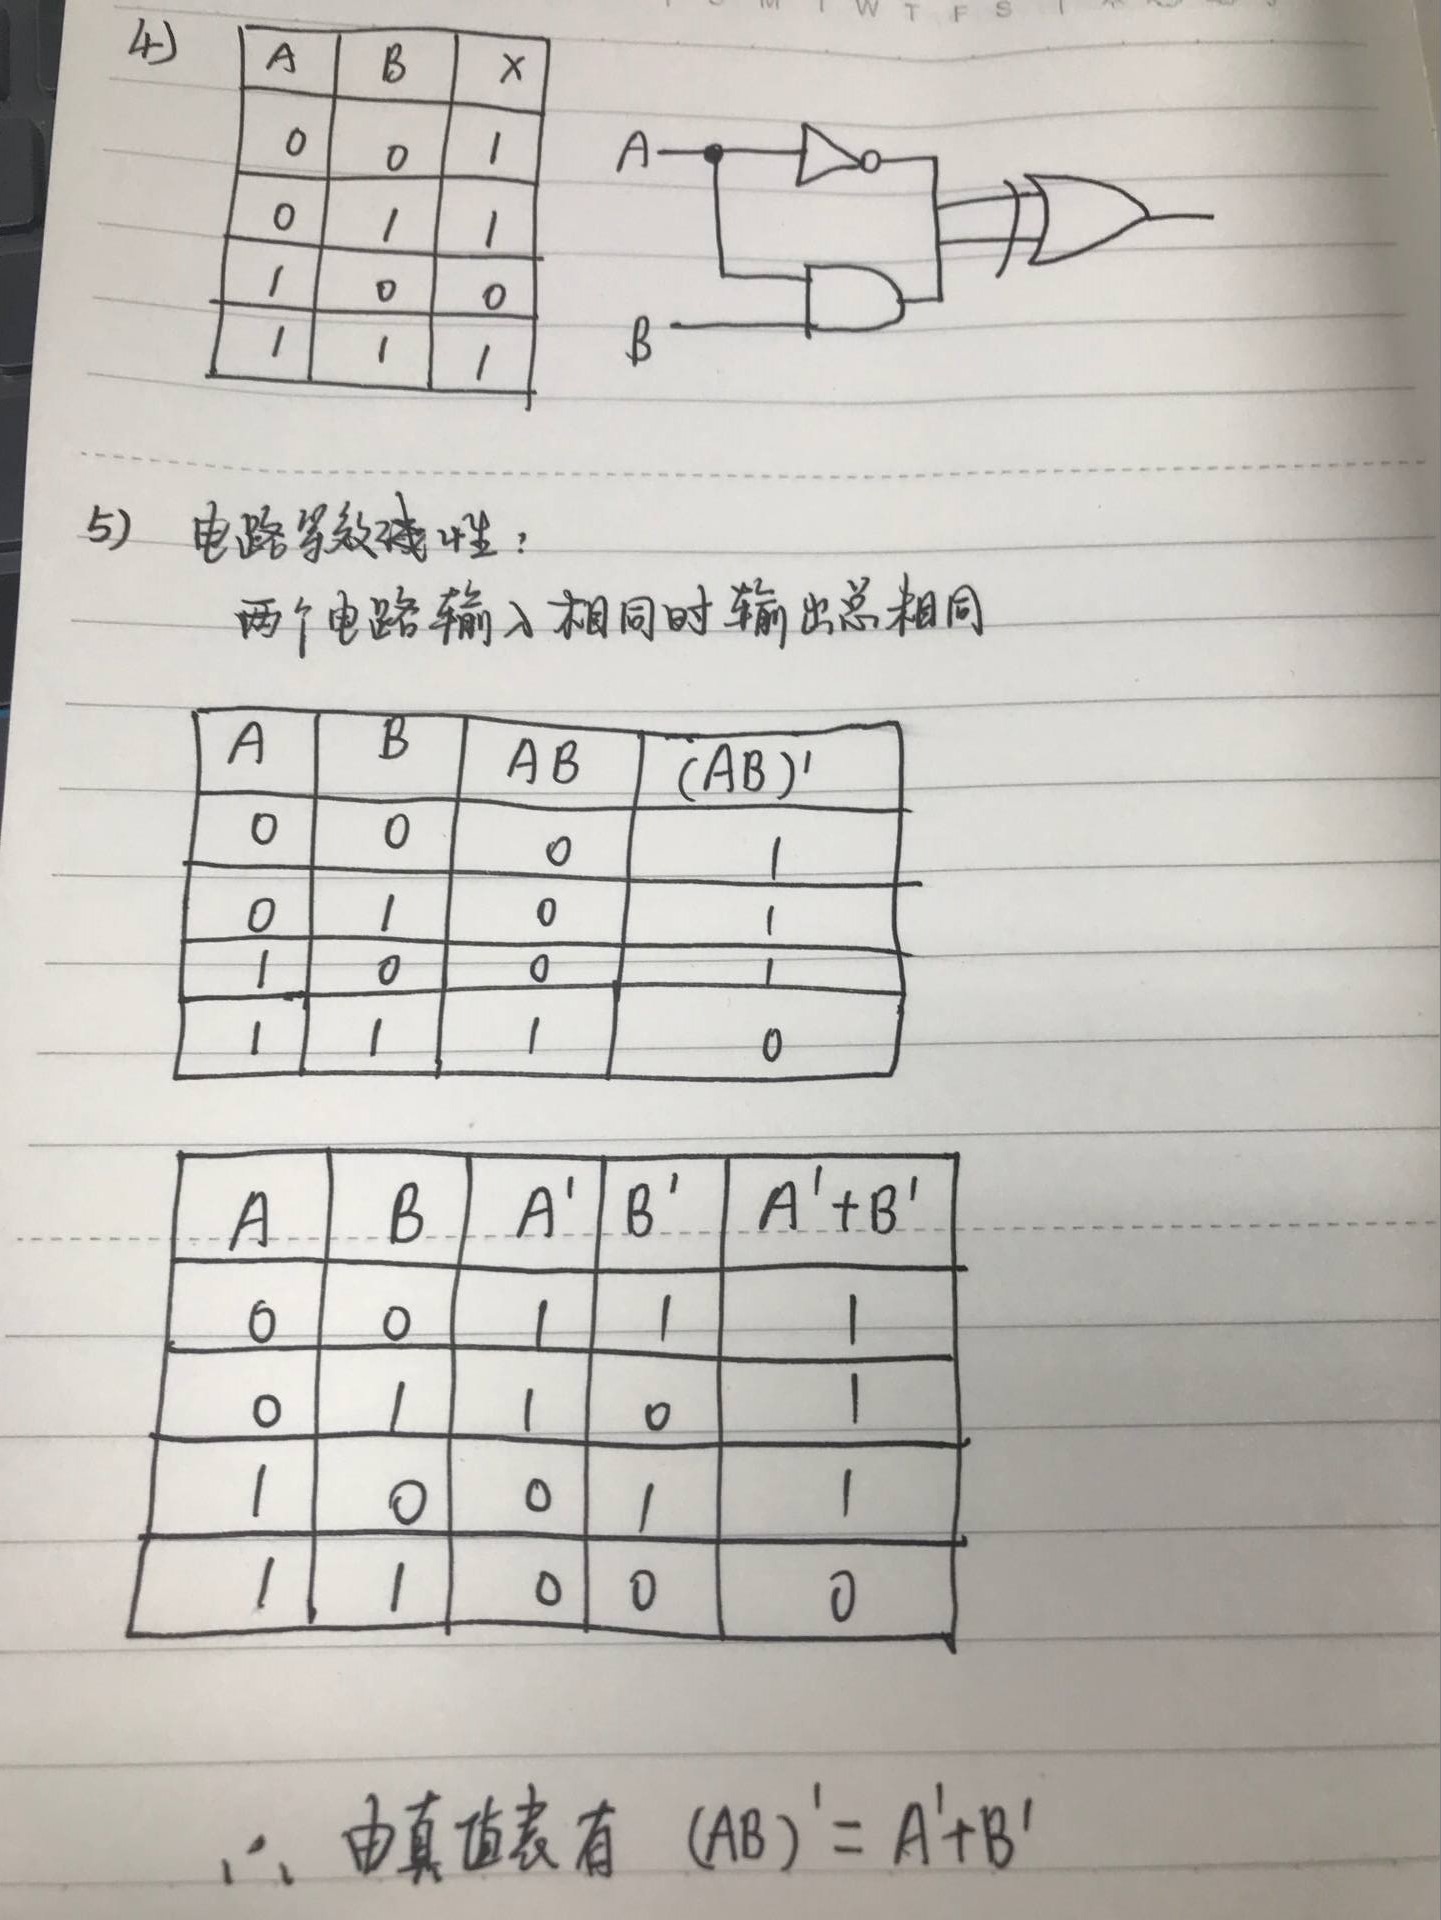 M T W T F S
4)
A B X
0 0 1
0 1 1
1 0 0
1 1 1
A
B
5) 电路等效性:
两个电路输入相同时输出总相同
A B AB (AB)'
0 0 0 1
0 1 0 1
1 0 0 1
1 1 1 0
A B A' B' A'+B'
0 0 1 1 1
0 1 1 0 1
1 0 0 1 1
1 1 0 0 0
∴ 由真值表有 (AB)'= A'+B'